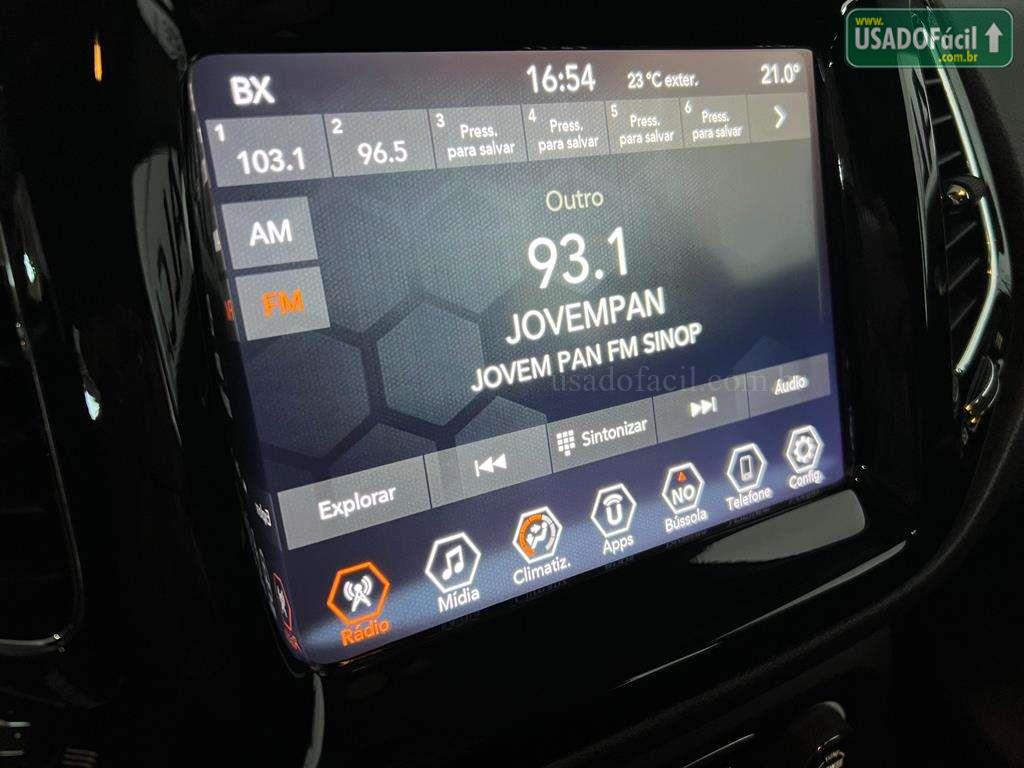 www.
USADOFácil
.com.br
BX
16:54
23 °C exter.
21.0°
1
103.1
2
96.5
3
Press.
para salvar
4
Press.
para salvar
5
Press.
para salvar
6
Press.
para salvar
AM
FM
Outro
93.1
JOVEMPAN
JOVEM PAN FM SINOP
usadofacil.com.br
Explorar
Sintonizar
Áudio
Rádio
Mídia
Climatiz.
Apps
NO
Bússola
Telefone
Config.